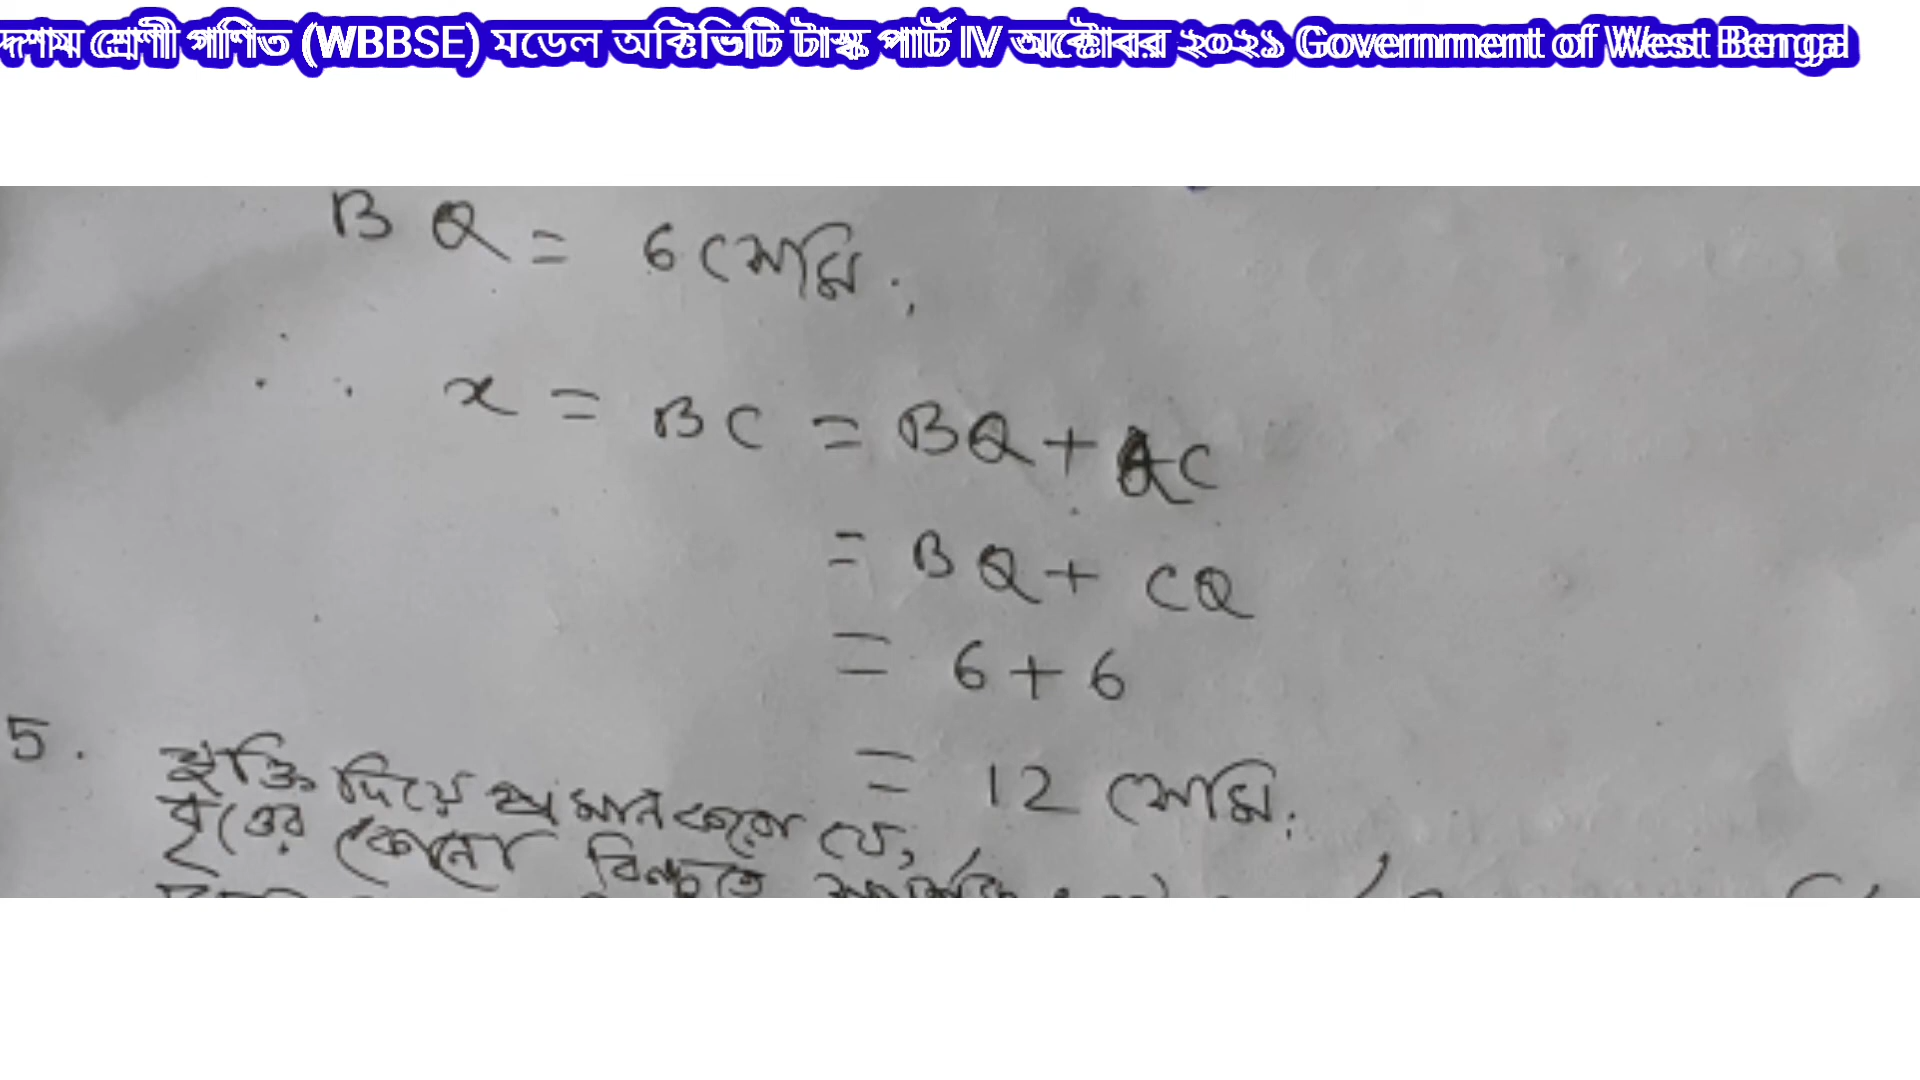 দশম শ্রেণী গণিত (WBBSE) মডেল অক্টিভিটি টাস্ক পার্ট IV অক্টোবর ২০২১ Government of West Bengal
BQ = 6 সেমি.,
∴ x = BC = BQ + QC
= BQ + CQ
= 6 + 6
= 12 সেমি.
5. যুক্তি দিয়ে প্রমান করো যে,
বৃত্তের কোনো বিন্দুতে